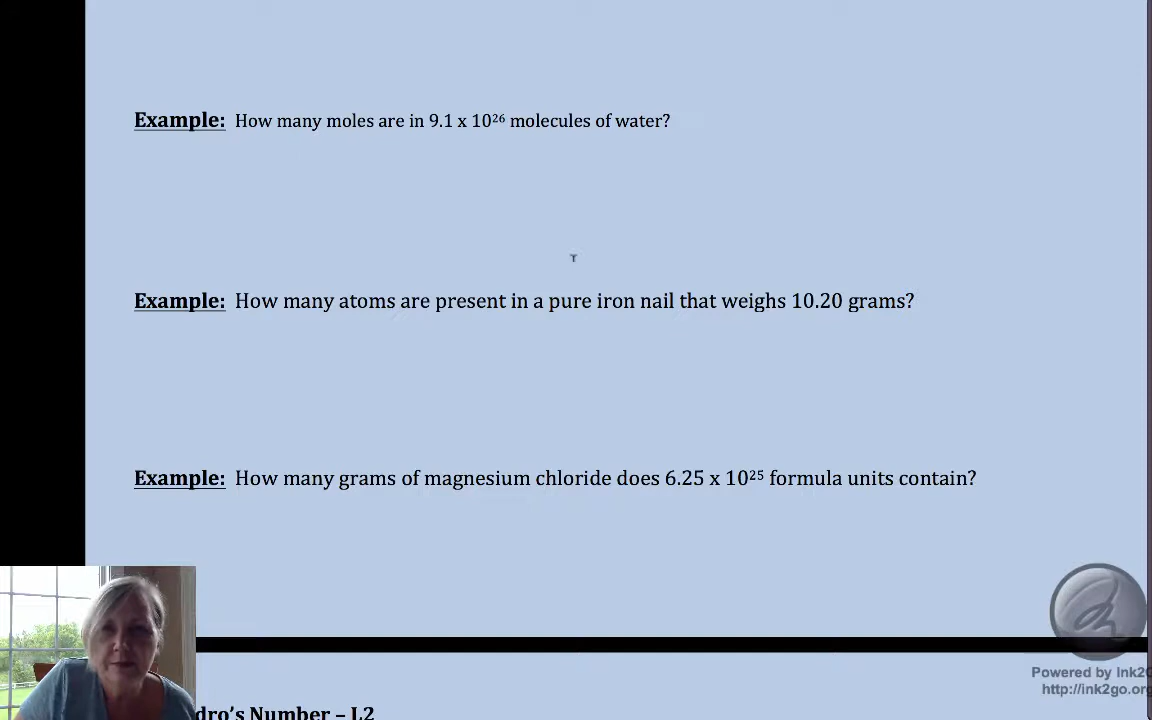 Example: How many moles are in 9.1 x 10²⁶ molecules of water?
Example: How many atoms are present in a pure iron nail that weighs 10.20 grams?
Example: How many grams of magnesium chloride does 6.25 x 10²⁵ formula units contain?
Powered by Ink2G
http://ink2go.org
dro's Number – L2